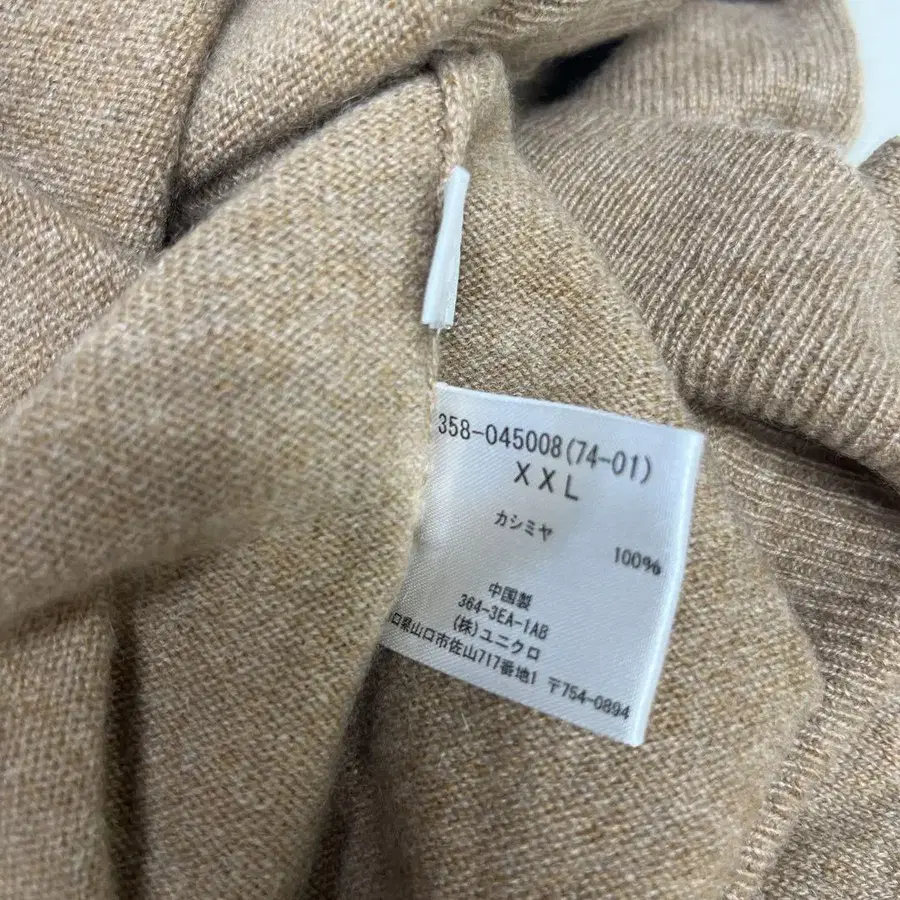 358-045008(74-01)
XXL
カシミヤ 100%
中国製
364-3EA-1AB
(株)ユニクロ
口県山口市佐山717番地1 〒754-0894